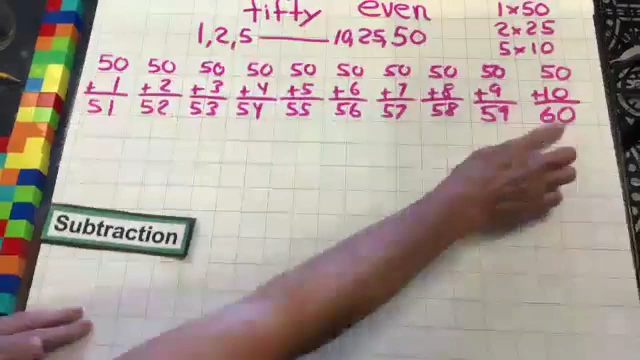 fifty even
1,2,5 ______ 10,25,50
1×50
2×25
5×10
50 50 50 50 50 50 50 50 50 50
+1 +2 +3 +4 +5 +6 +7 +8 +9 +10
51 52 53 54 55 56 57 58 59 60
Subtraction